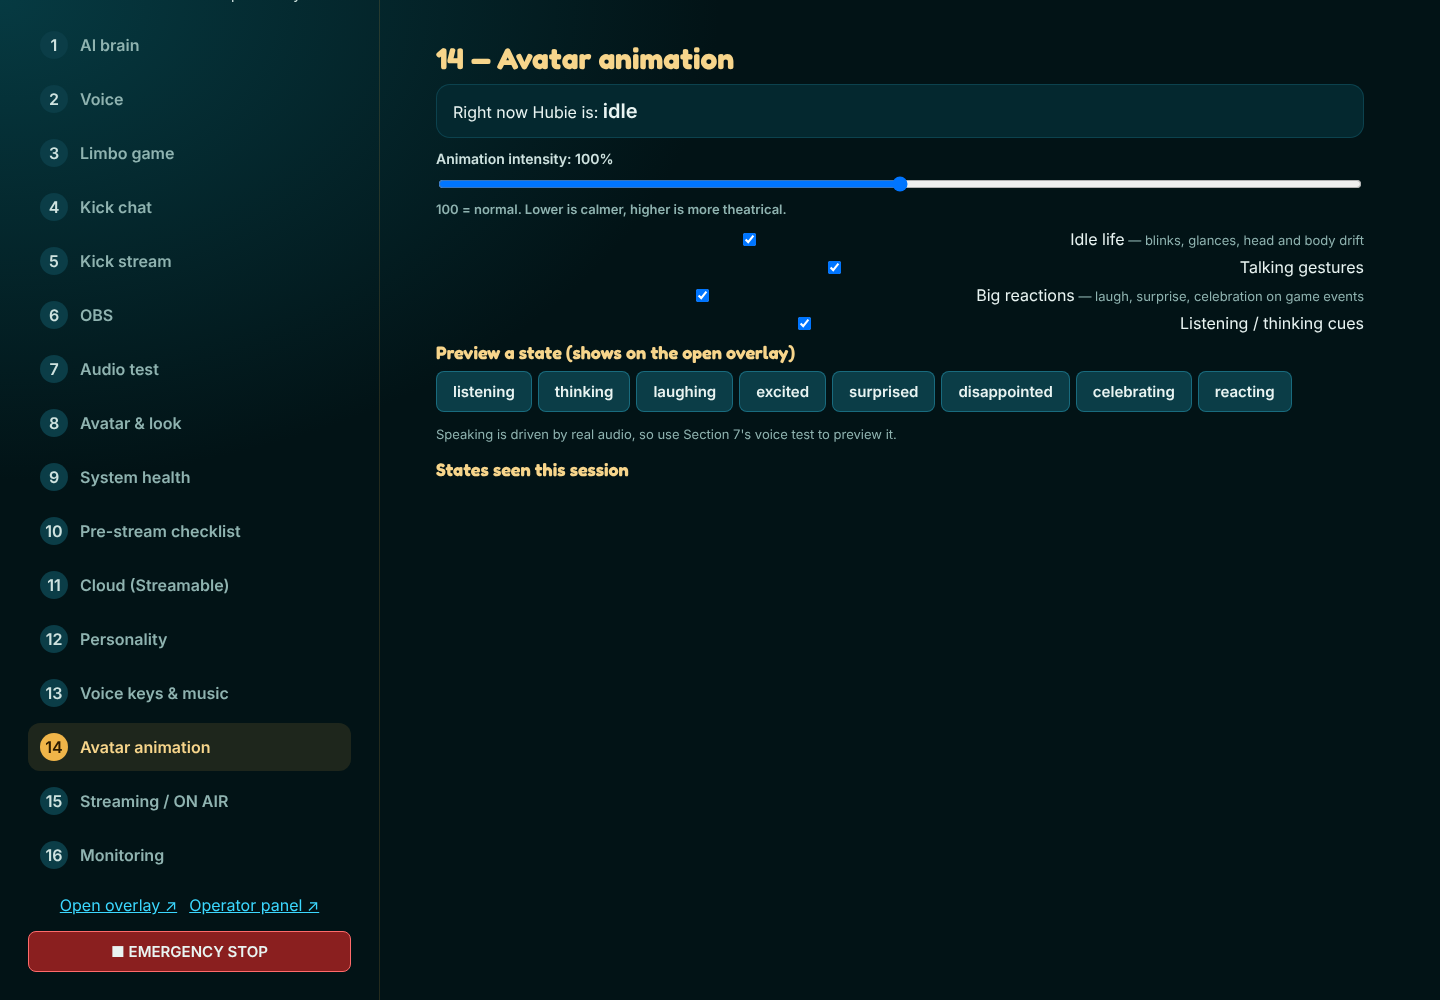 1 AI brain
2 Voice
3 Limbo game
4 Kick chat
5 Kick stream
6 OBS
7 Audio test
8 Avatar & look
9 System health
10 Pre-stream checklist
11 Cloud (Streamable)
12 Personality
13 Voice keys & music
14 Avatar animation
15 Streaming / ON AIR
16 Monitoring
Open overlay ↗ Operator panel ↗
■ EMERGENCY STOP
14 — Avatar animation
Right now Hubie is: idle
Animation intensity: 100%
100 = normal. Lower is calmer, higher is more theatrical.
Idle life — blinks, glances, head and body drift
Talking gestures
Big reactions — laugh, surprise, celebration on game events
Listening / thinking cues
Preview a state (shows on the open overlay)
listening thinking laughing excited surprised disappointed celebrating reacting
Speaking is driven by real audio, so use Section 7's voice test to preview it.
States seen this session